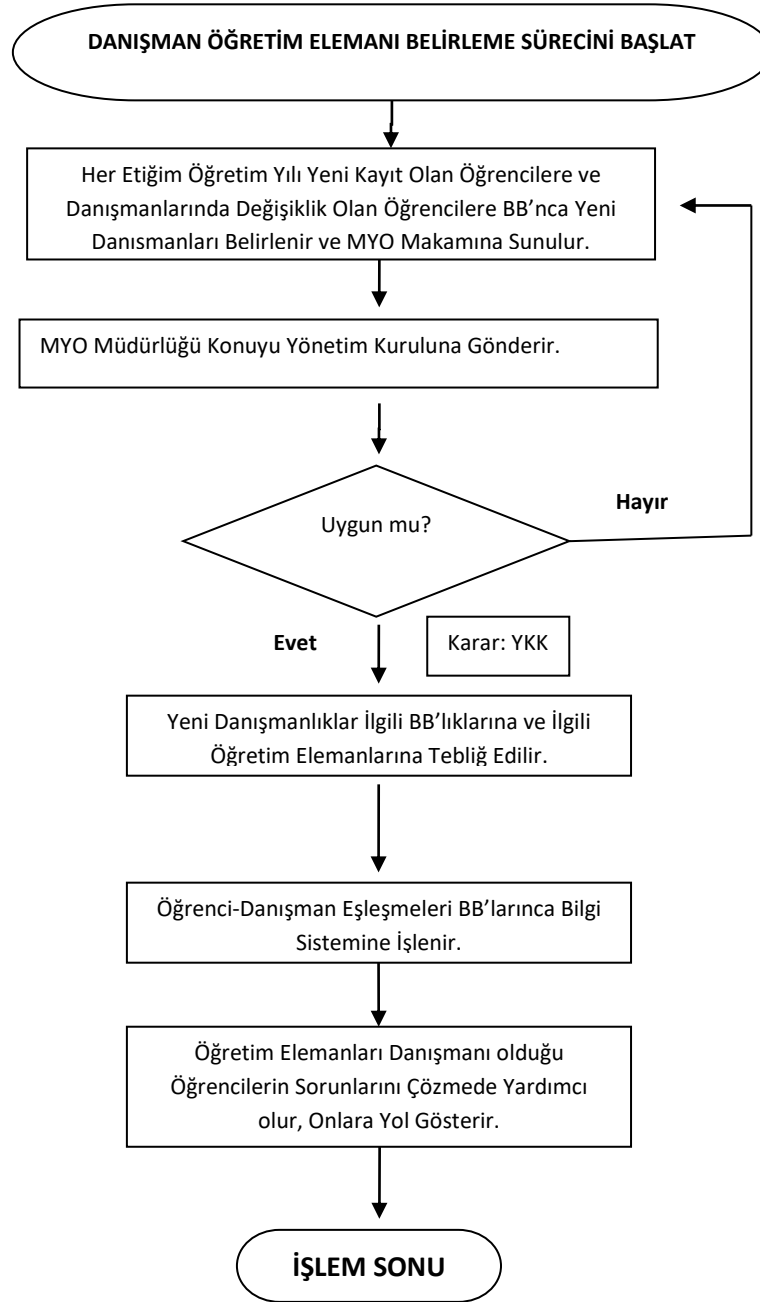 DANIŞMAN ÖĞRETİM ELEMANI BELİRLEME SÜRECİNİ BAŞLAT
Her Etiğim Öğretim Yılı Yeni Kayıt Olan Öğrencilere ve
Danışmanlarında Değişiklik Olan Öğrencilere BB’nca Yeni
Danısmanları Belirlenir ve MYO Makamına Sunulur.
MYO Müdürlüğü Konuyu Yönetim Kuruluna Gönderir.
Uygun mu?
Hayır
Evet
Karar: YKK
Yeni Danışmanlıklar İlgili BB’lıklarına ve İlgili
Öğretim Elemanlarına Tebliğ Edilir.
Öğrenci-Danışman Eşleşmeleri BB’larınca Bilgi
Sistemine İşlenir.
Öğretim Elemanları Danışmanı olduğu
Öğrencilerin Sorunlarını Çözmede Yardımcı
olur, Onlara Yol Gösterir.
İŞLEM SONU